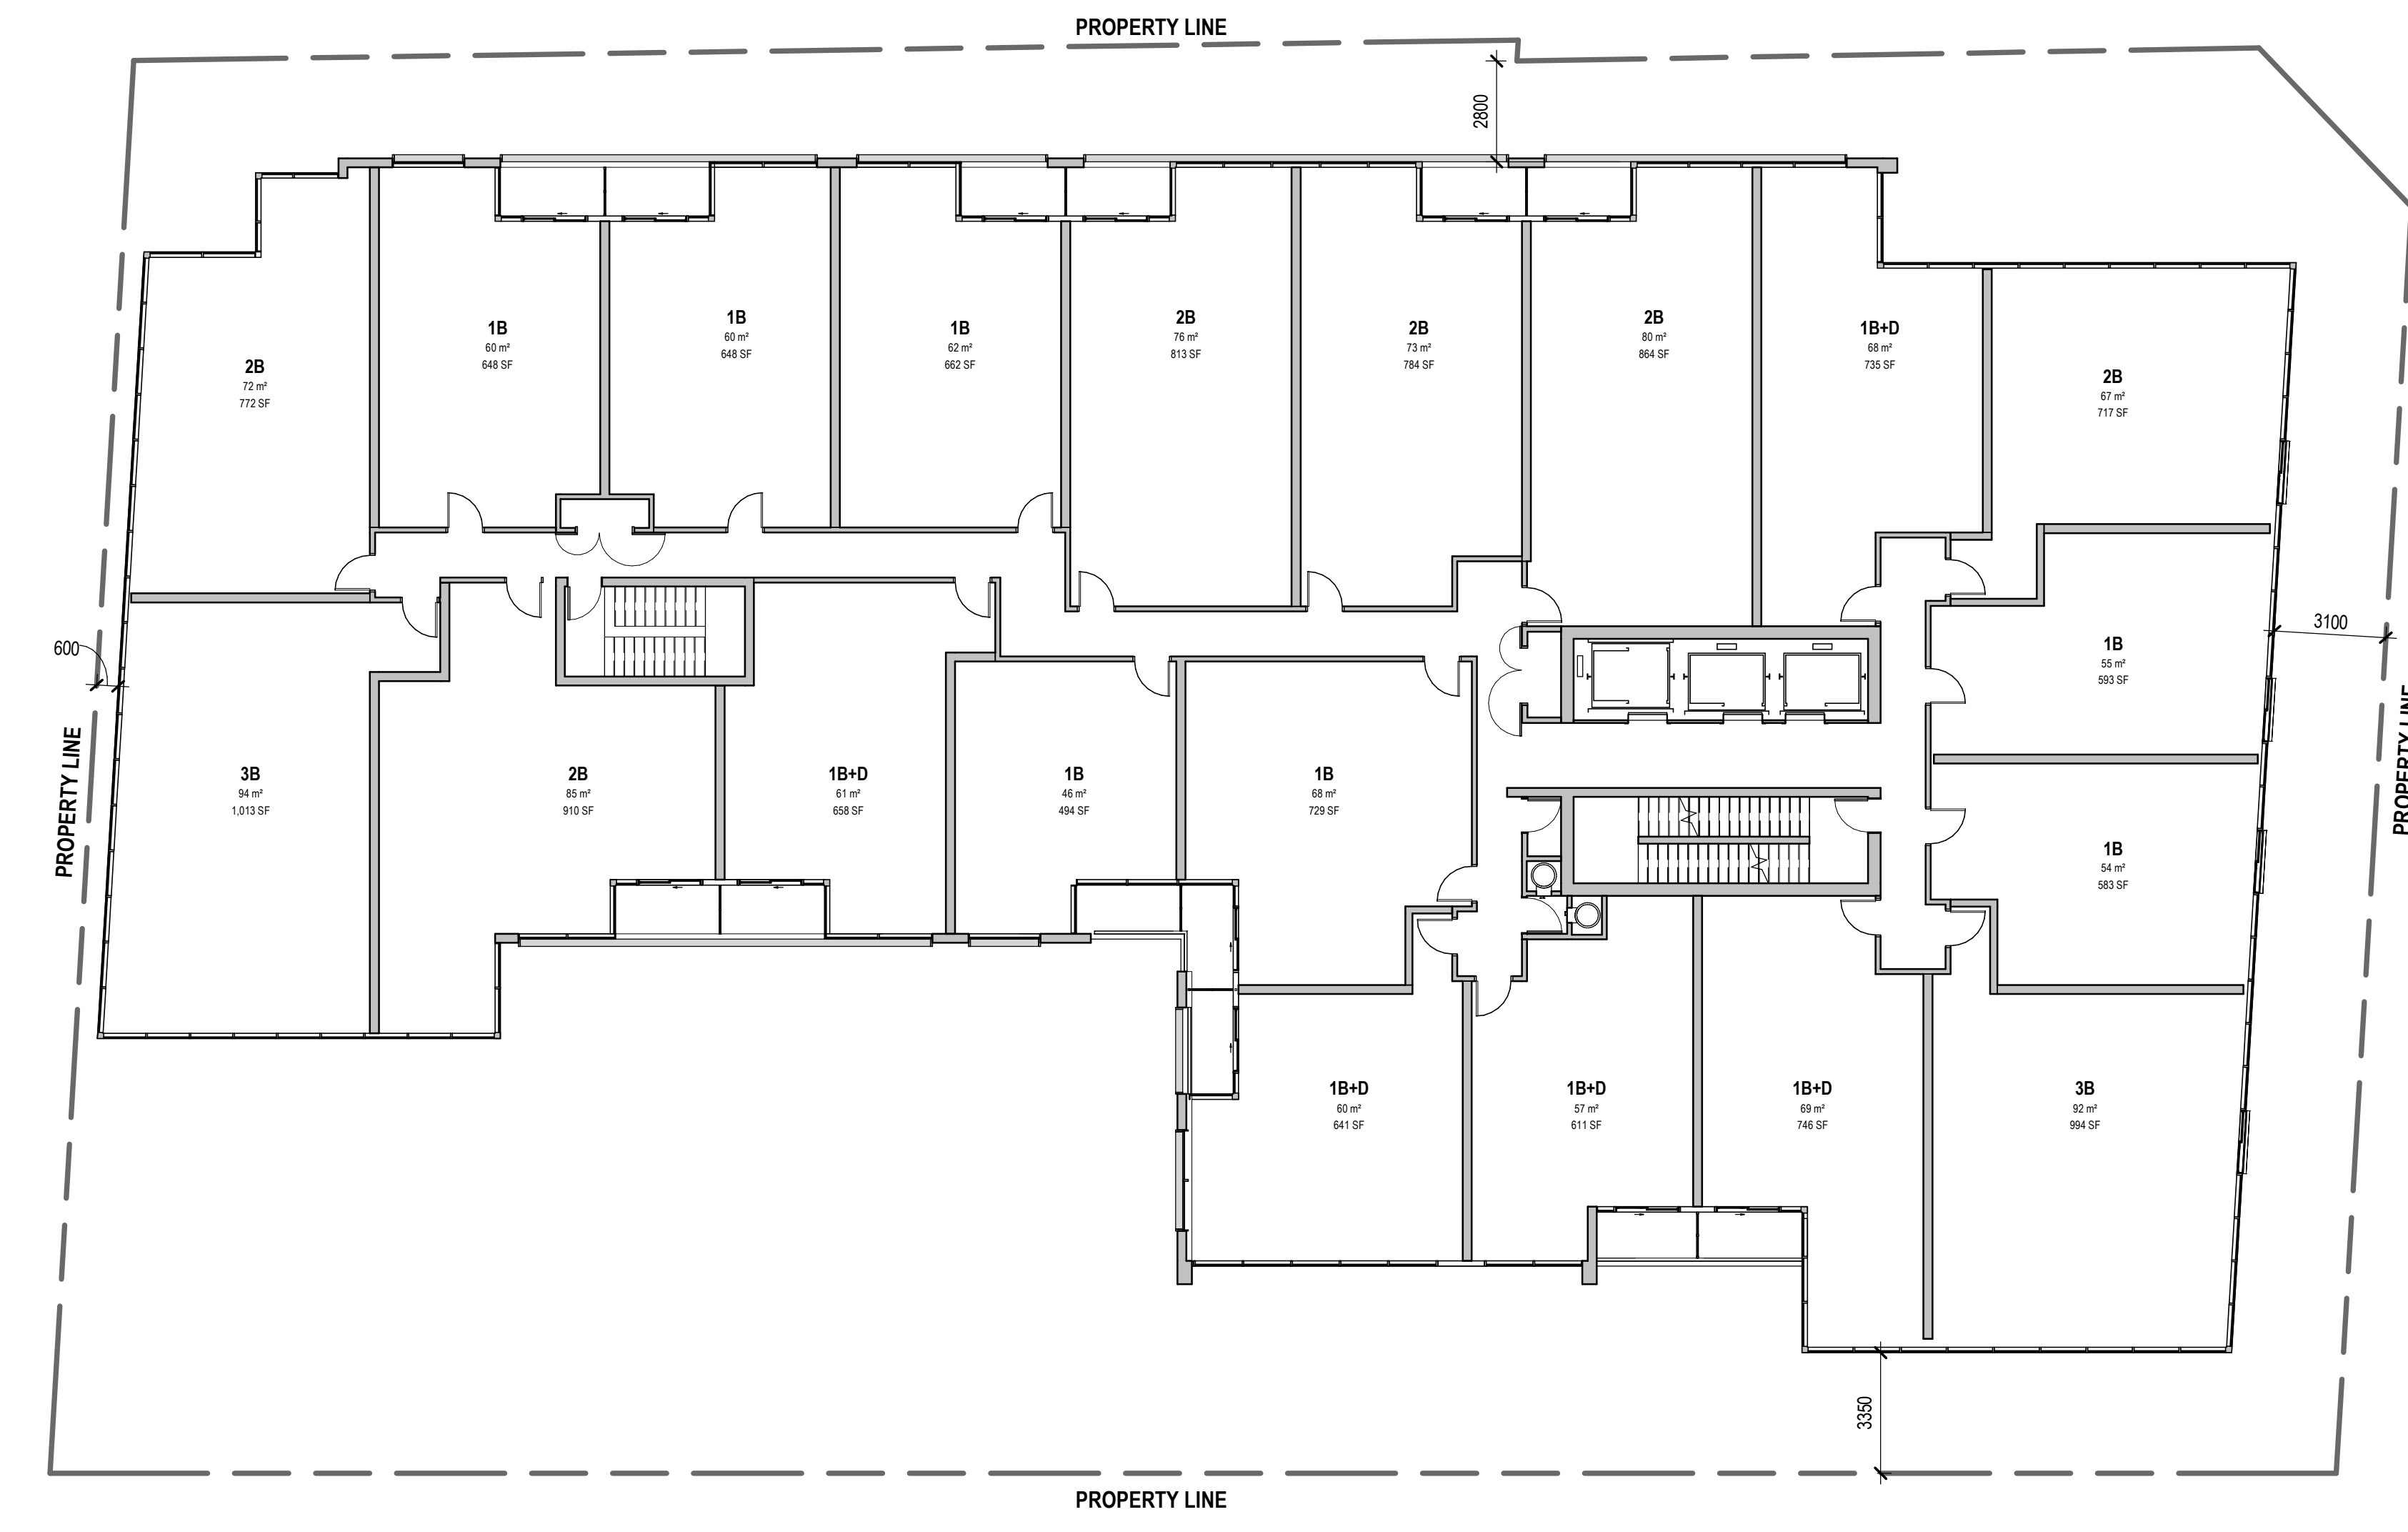 PROPERTY LINE
2800
2B
72 m²
772 SF
1B
60 m²
648 SF
1B
60 m²
648 SF
1B
62 m²
662 SF
2B
76 m²
813 SF
2B
73 m²
784 SF
2B
80 m²
864 SF
1B+D
68 m²
735 SF
2B
67 m²
717 SF
600
3100
1B
55 m²
593 SF
PROPERTY LINE
PROPERTY LINE
3B
94 m²
1,013 SF
2B
85 m²
910 SF
1B+D
61 m²
658 SF
1B
46 m²
494 SF
1B
68 m²
729 SF
1B
54 m²
583 SF
1B+D
60 m²
641 SF
1B+D
57 m²
611 SF
1B+D
69 m²
746 SF
3B
92 m²
994 SF
3350
PROPERTY LINE